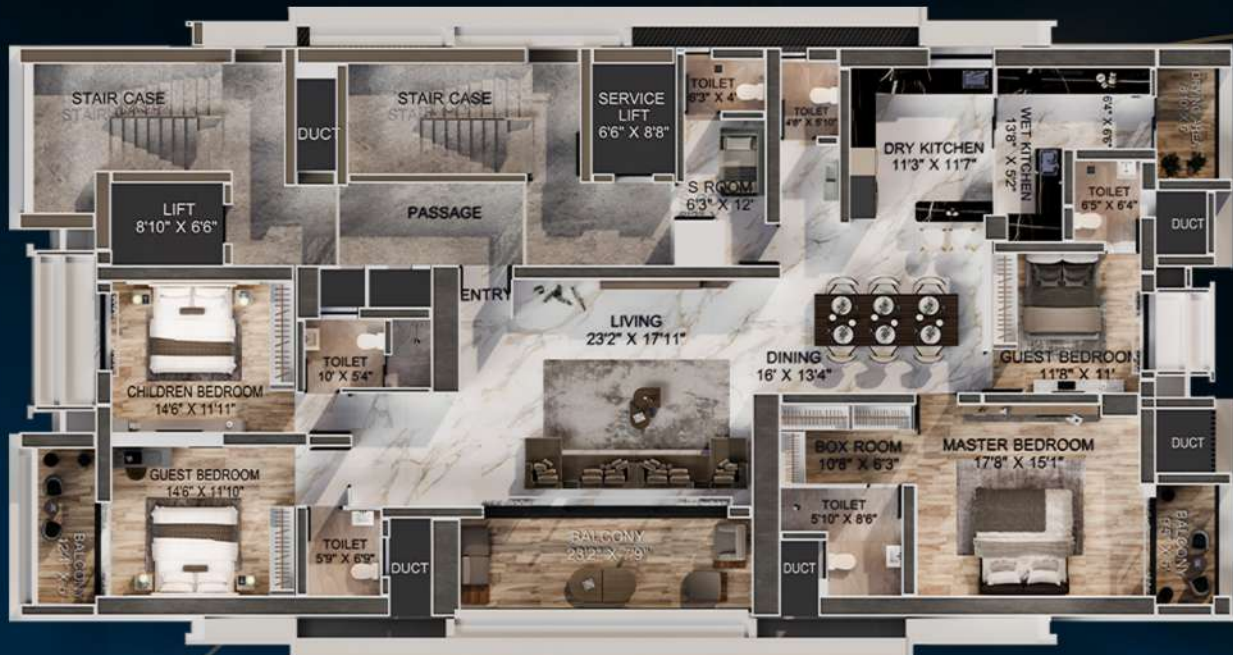 STAIR CASE
DUCT
STAIR CASE
SERVICE
LIFT
6'6" X 8'8"
TOILET
6'3" X 4'
TOILET
DRY KITCHEN
11'3" X 11'7"
WET KITCHEN
13'8" X 5'2"
6'4" X 6'6"
TOILET
6'5" X 6'4"
DUCT
LIFT
8'10" X 6'6"
PASSAGE
S ROOM
6'3" X 12'
ENTRY
LIVING
23'2" X 17'11"
DINING
16' X 13'4"
GUEST BEDROOM
11'8" X 11'
TOILET
10' X 5'4"
CHILDREN BEDROOM
14'6" X 11'11"
GUEST BEDROOM
14'6" X 11'10"
BALCONY
TOILET
5'9" X 6'9"
DUCT
BALCONY
23'2" X 7'9"
BOX ROOM
10'8" X 6'3"
MASTER BEDROOM
17'8" X 15'1"
DUCT
TOILET
5'10" X 8'6"
DUCT
BALCONY